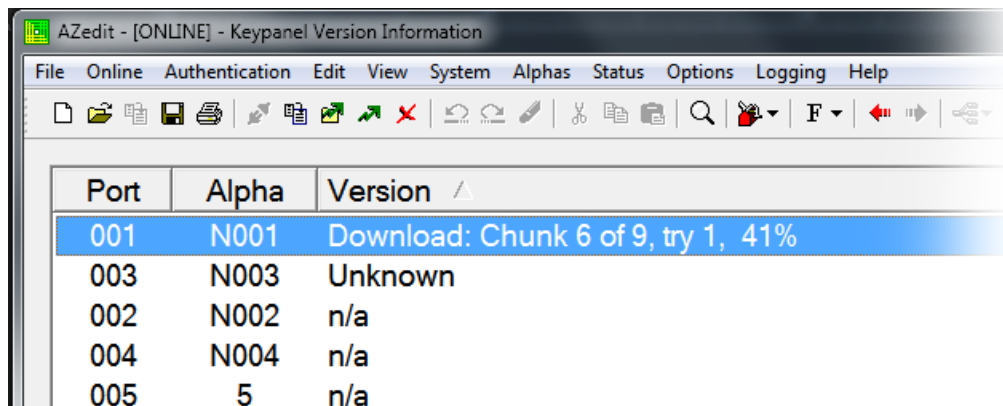 AZedit - [ONLINE] - Keypanel Version Information
File Online Authentication Edit View System Alphas Status Options Logging Help
F
Port Alpha Version
001 N001 Download: Chunk 6 of 9, try 1, 41%
003 N003 Unknown
002 N002 n/a
004 N004 n/a
005 5 n/a